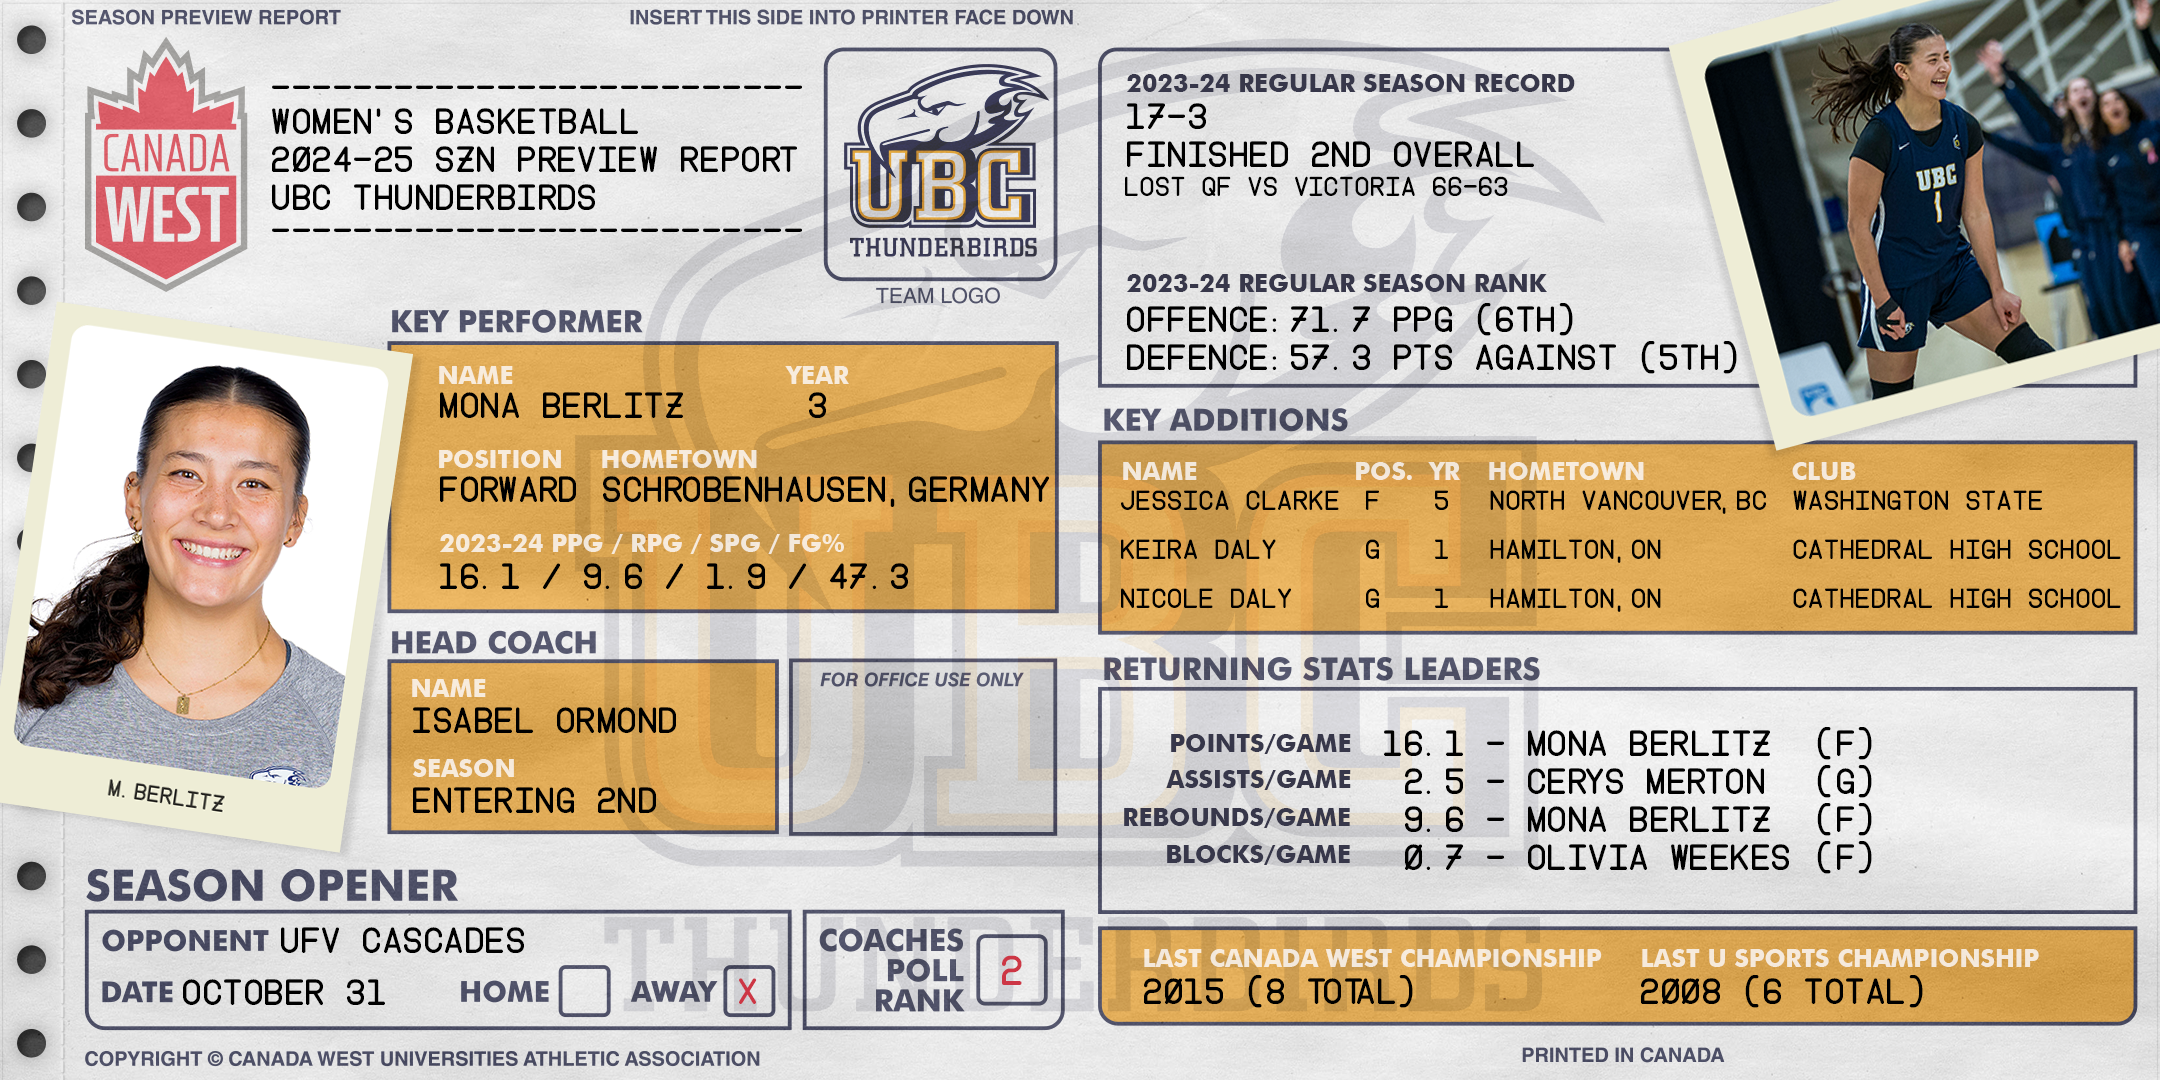 SEASON PREVIEW REPORT
INSERT THIS SIDE INTO PRINTER FACE DOWN
CANADA
WEST
WOMEN'S BASKETBALL
2024-25 SZN PREVIEW REPORT
UBC THUNDERBIRDS
UBC
THUNDERBIRDS
TEAM LOGO
KEY PERFORMER
NAME YEAR
MONA BERLITZ 3
POSITION HOMETOWN
FORWARD SCHROBENHAUSEN, GERMANY
2023-24 PPG / RPG / SPG / FG%
16.1 / 9.6 / 1.9 / 47.3
M. BERLITZ
HEAD COACH
NAME
ISABEL ORMOND
SEASON
ENTERING 2ND
FOR OFFICE USE ONLY
SEASON OPENER
OPPONENT UFV CASCADES
DATE OCTOBER 31 HOME AWAY X
COACHES
POLL
RANK
2
COPYRIGHT © CANADA WEST UNIVERSITIES ATHLETIC ASSOCIATION
2023-24 REGULAR SEASON RECORD
17-3
FINISHED 2ND OVERALL
LOST QF VS VICTORIA 66-63
2023-24 REGULAR SEASON RANK
OFFENCE: 71.7 PPG (6TH)
DEFENCE: 57.3 PTS AGAINST (5TH)
UBC
1
KEY ADDITIONS
NAME POS. YR HOMETOWN CLUB
JESSICA CLARKE F 5 NORTH VANCOUVER, BC WASHINGTON STATE
KEIRA DALY G 1 HAMILTON, ON CATHEDRAL HIGH SCHOOL
NICOLE DALY G 1 HAMILTON, ON CATHEDRAL HIGH SCHOOL
RETURNING STATS LEADERS
POINTS/GAME 16.1 - MONA BERLITZ (F)
ASSISTS/GAME 2.5 - CERYS MERTON (G)
REBOUNDS/GAME 9.6 - MONA BERLITZ (F)
BLOCKS/GAME 0.7 - OLIVIA WEEKES (F)
LAST CANADA WEST CHAMPIONSHIP LAST U SPORTS CHAMPIONSHIP
2015 (8 TOTAL) 2008 (6 TOTAL)
PRINTED IN CANADA
UBC
THUNDERBIRDS